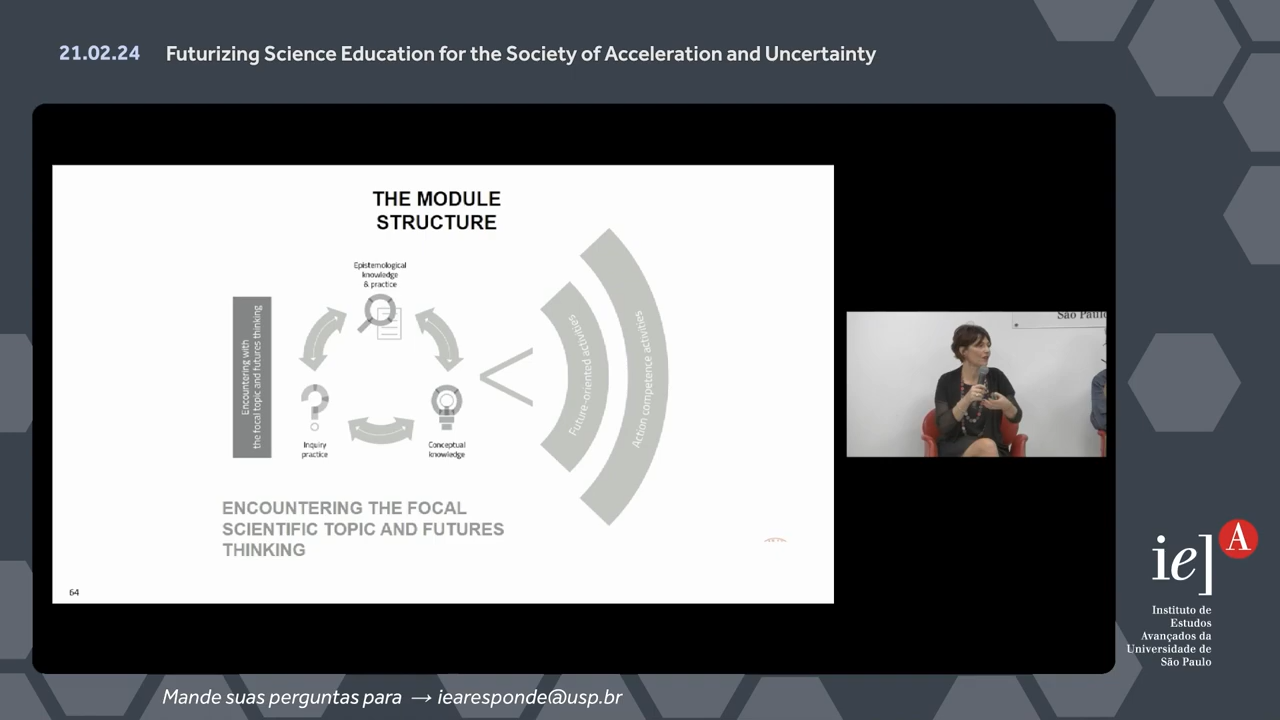 21.02.24 Futurizing Science Education for the Society of Acceleration and Uncertainty
THE MODULE
STRUCTURE
Epistemological
knowledge
& practice
Encountering with
the focal topic and futures thinking
Inquiry
practice
Conceptual
knowledge
Future-oriented activities
Action competence activities
ENCOUNTERING THE FOCAL
SCIENTIFIC TOPIC AND FUTURES
THINKING
64
São Paulo
ie] A
Instituto de
Estudos
Avançados da
Universidade de
São Paulo
Mande suas perguntas para → iearesponde@usp.br